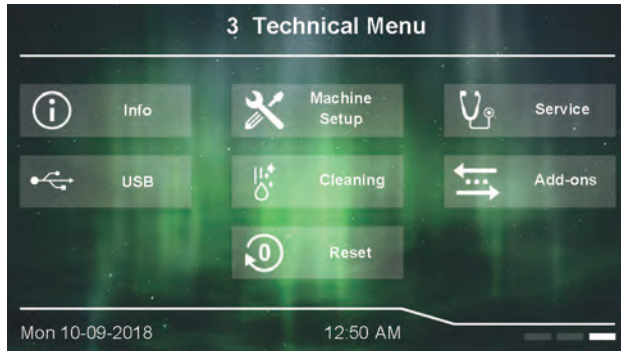 3 Technical Menu
Info
Machine
Setup
Service
USB
Cleaning
Add-ons
0
Reset
Mon 10-09-2018
12:50 AM